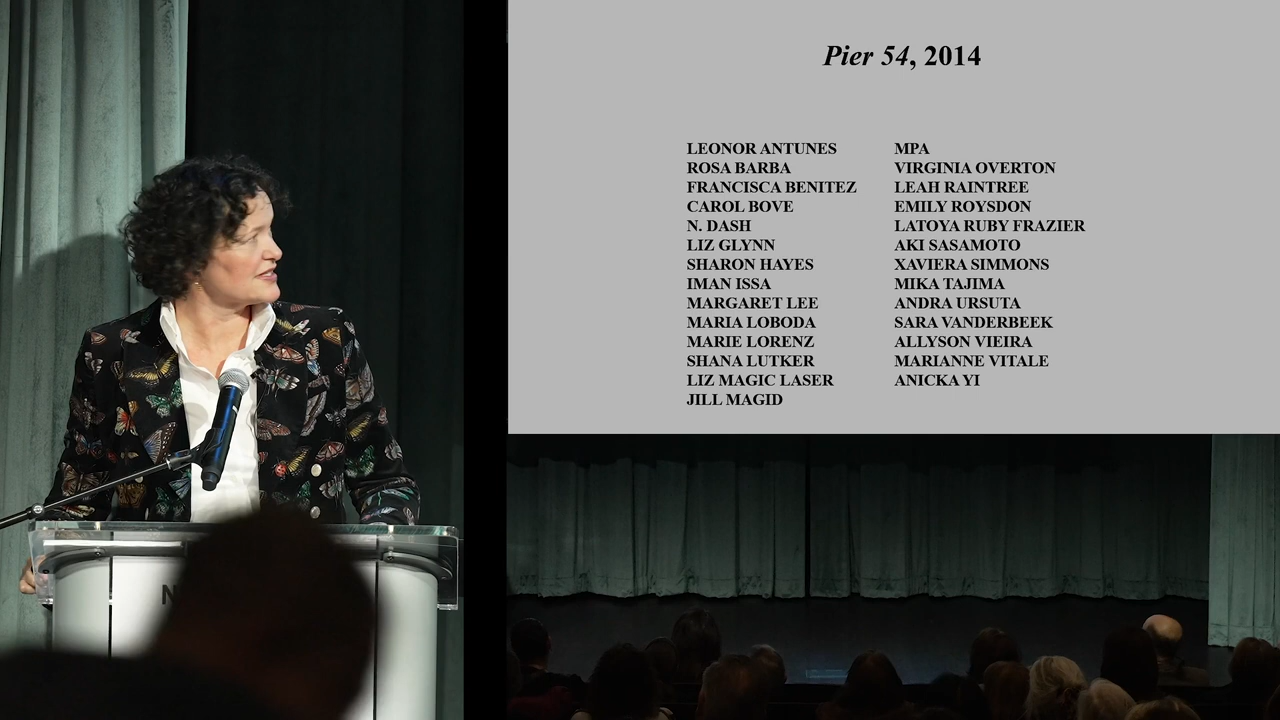 Pier 54, 2014
LEONOR ANTUNES
ROSA BARBA
FRANCISCA BENITEZ
CAROL BOVE
N. DASH
LIZ GLYNN
SHARON HAYES
IMAN ISSA
MARGARET LEE
MARIA LOBODA
MARIE LORENZ
SHANA LUTKER
LIZ MAGIC LASER
JILL MAGID
MPA
VIRGINIA OVERTON
LEAH RAINTREE
EMILY ROYSDON
LATOYA RUBY FRAZIER
AKI SASAMOTO
XAVIERA SIMMONS
MIKA TAJIMA
ANDRA URSUTA
SARA VANDERBEEK
ALLYSON VIEIRA
MARIANNE VITALE
ANICKA YI